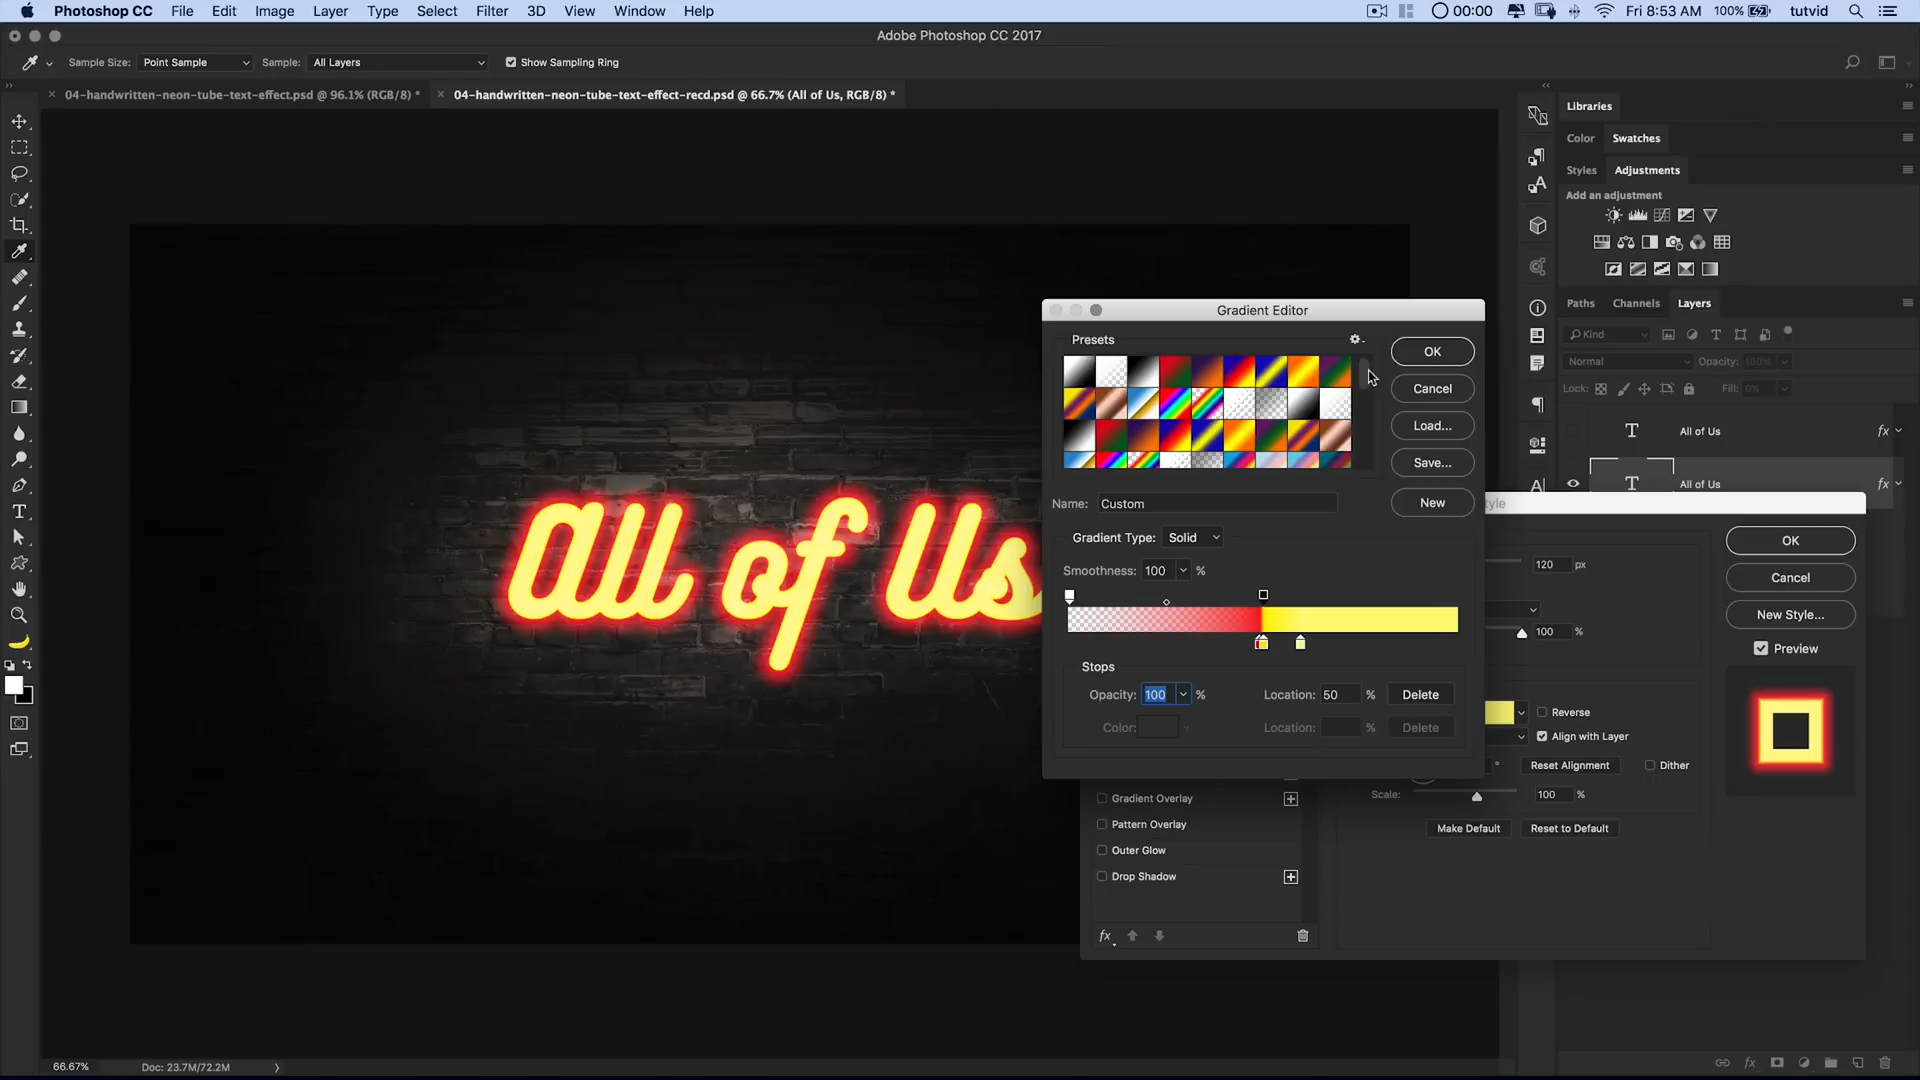 Photoshop CC File Edit Image Layer Type Select Filter 3D View Window Help 00:00 Fri 8:53 AM 100% tutvid
Adobe Photoshop CC 2017
Sample Size: Point Sample Sample: All Layers Show Sampling Ring
04-handwritten-neon-tube-text-effect.psd @ 96.1% (RGB/8) * 04-handwritten-neon-tube-text-effect-recd.psd @ 66.7% (All of Us, RGB/8) *
Libraries
Color Swatches
Styles Adjustments
Add an adjustment
Paths Channels Layers
Kind
Normal Opacity: 100%
Lock: Fill: 0%
All of Us fx
All of Us fx
All of Us
Gradient Editor
Presets
OK
Cancel
Load...
Save...
Name: Custom New
Gradient Type: Solid
Smoothness: 100 %
Stops
Opacity: 100 % Location: 50 % Delete
Color: Location: % Delete
OK
120 px
Cancel
New Style...
100 %
Preview
Reverse
Align with Layer
Reset Alignment Dither
Scale: 100 %
Make Default Reset to Default
Gradient Overlay
Pattern Overlay
Outer Glow
Drop Shadow
fx
66.67% Doc: 23.7M/72.2M
fx